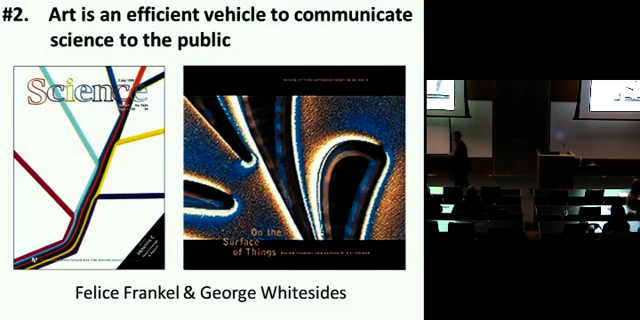 #2. Art is an efficient vehicle to communicate
science to the public
Science
On the
Surface
of Things
Felice Frankel & George Whitesides